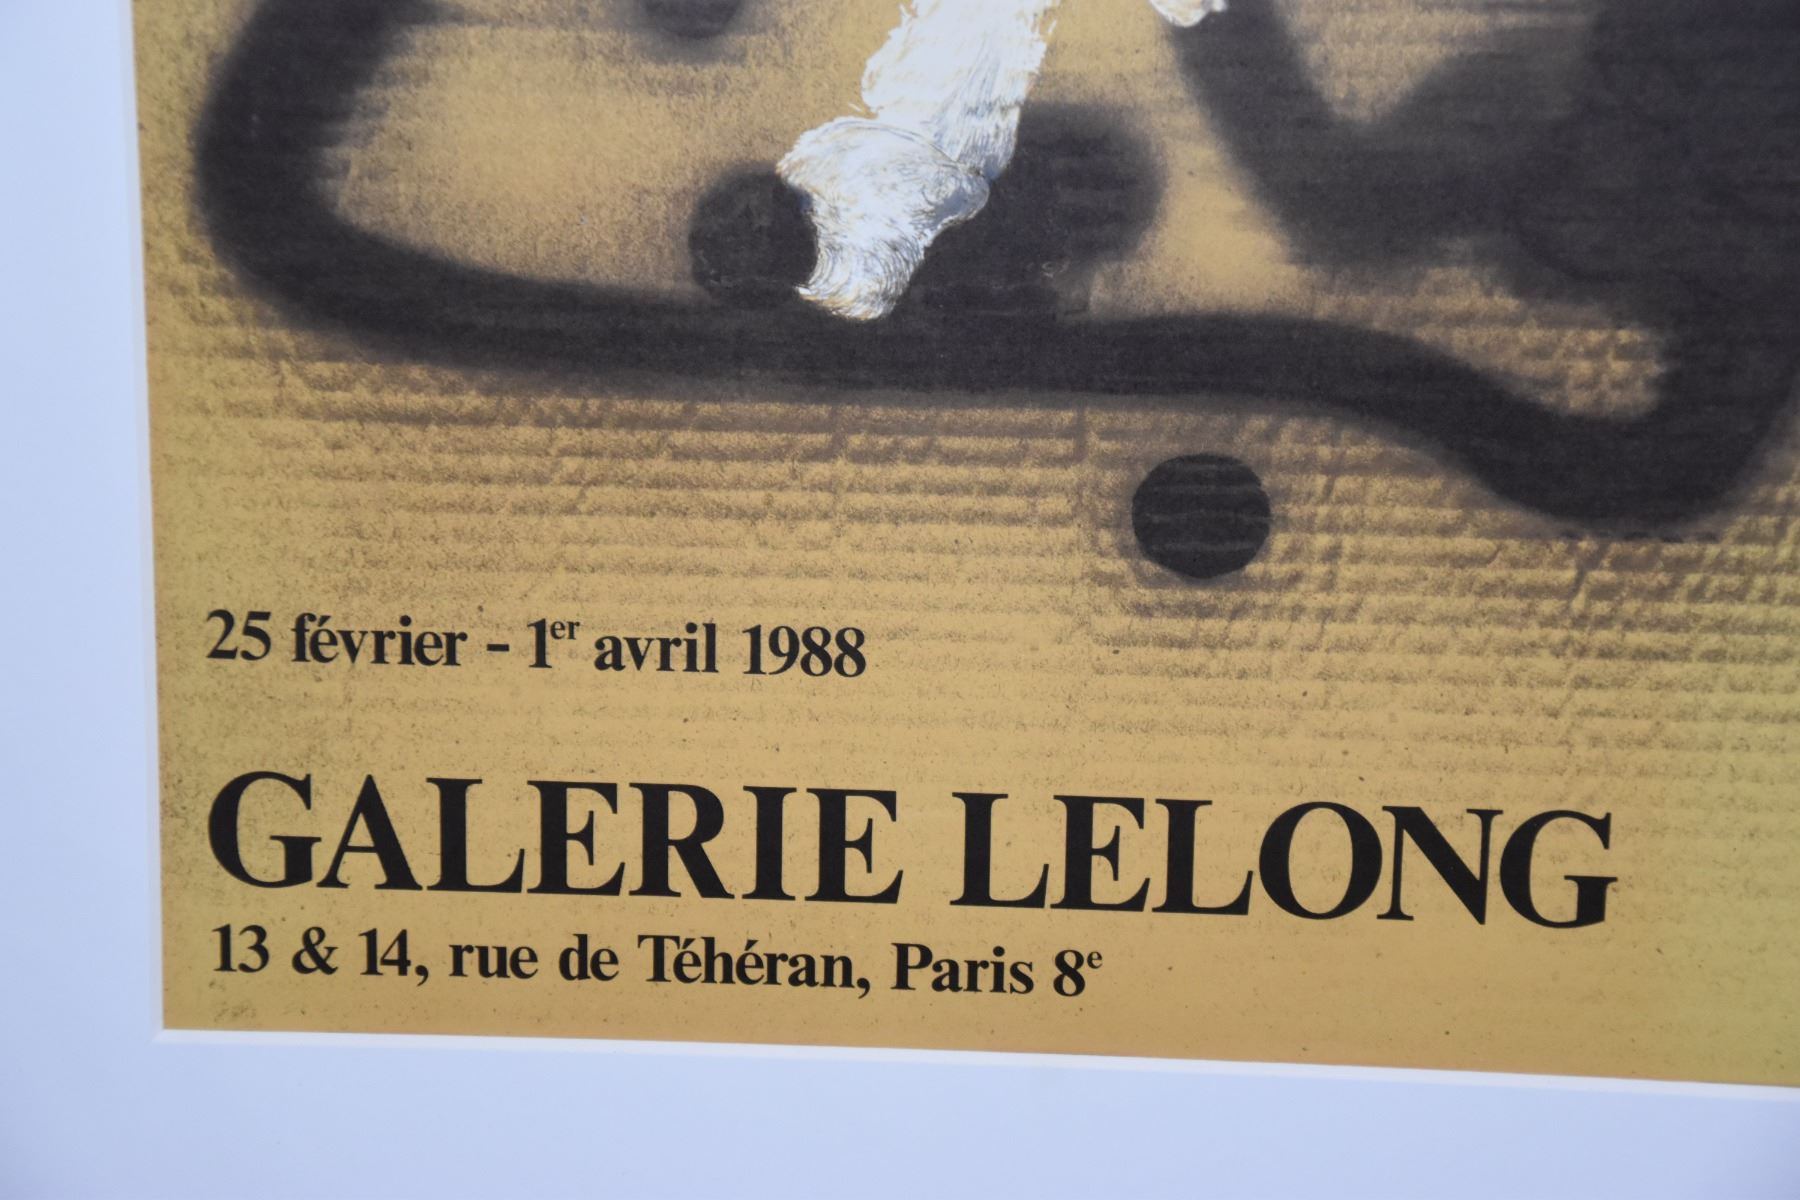 25 février - 1er avril 1988
GALERIE LELONG
13 & 14, rue de Téhéran, Paris 8e